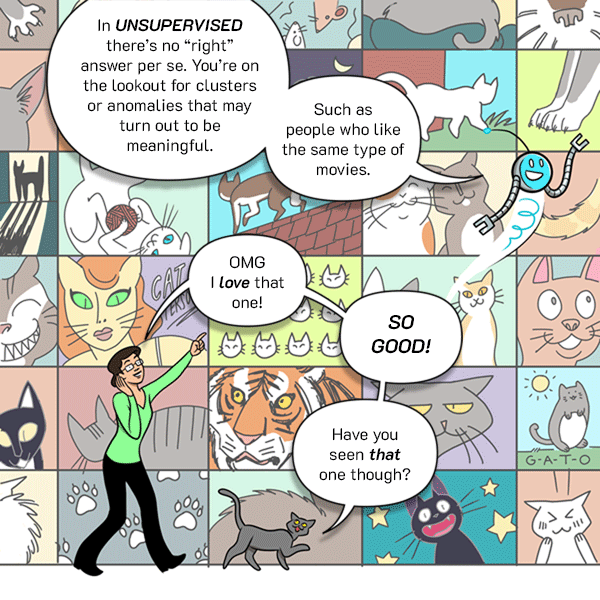 In UNSUPERVISED
there's no "right"
answer per se. You're on
the lookout for clusters
or anomalies that may
turn out to be
meaningful.
Such as
people who like
the same type of
movies.
OMG
I love that
one!
SO
GOOD!
Have you
seen that
one though?
CAT
G-A-T-O